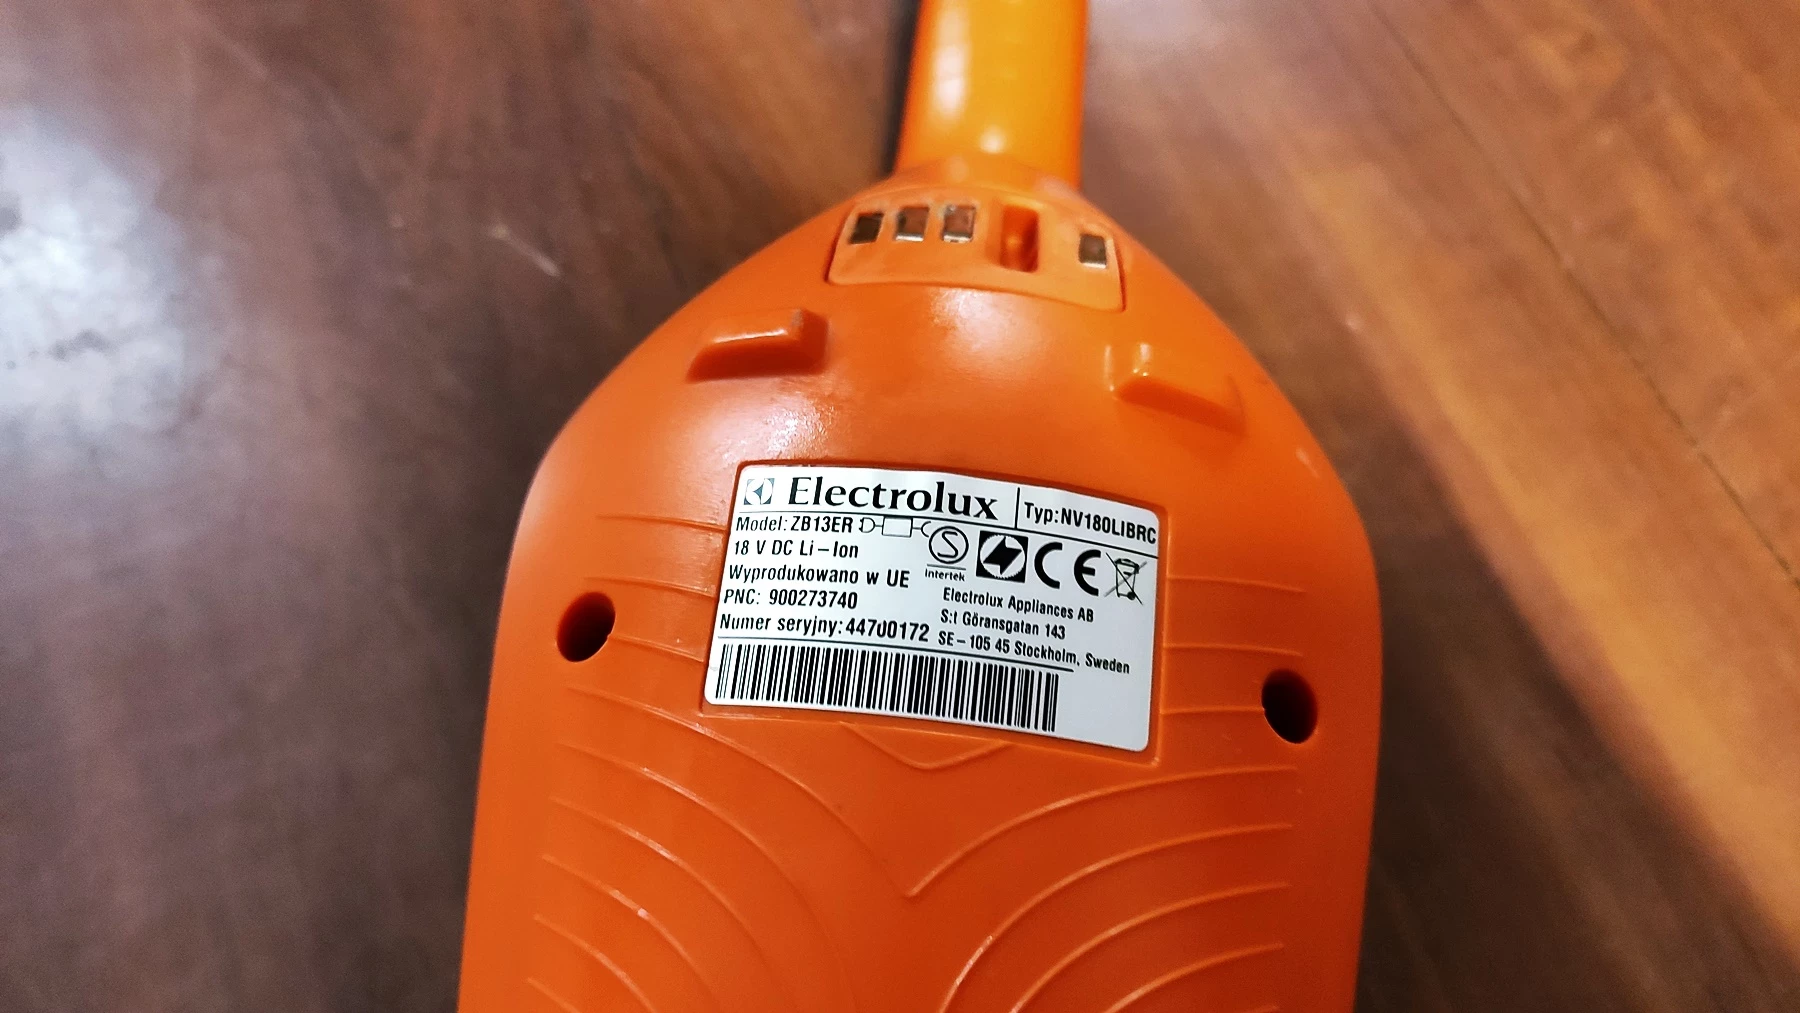 Electrolux
Typ:NV180LIBRC
Model: ZB13ER
18 V DC Li-Ion
Wyprodukowano w UE
PNC: 900273740
Numer seryjny: 44700172
S
Intertek
CE
Electrolux Appliances AB
S:t Göransgatan 143
SE-105 45 Stockholm, Sweden